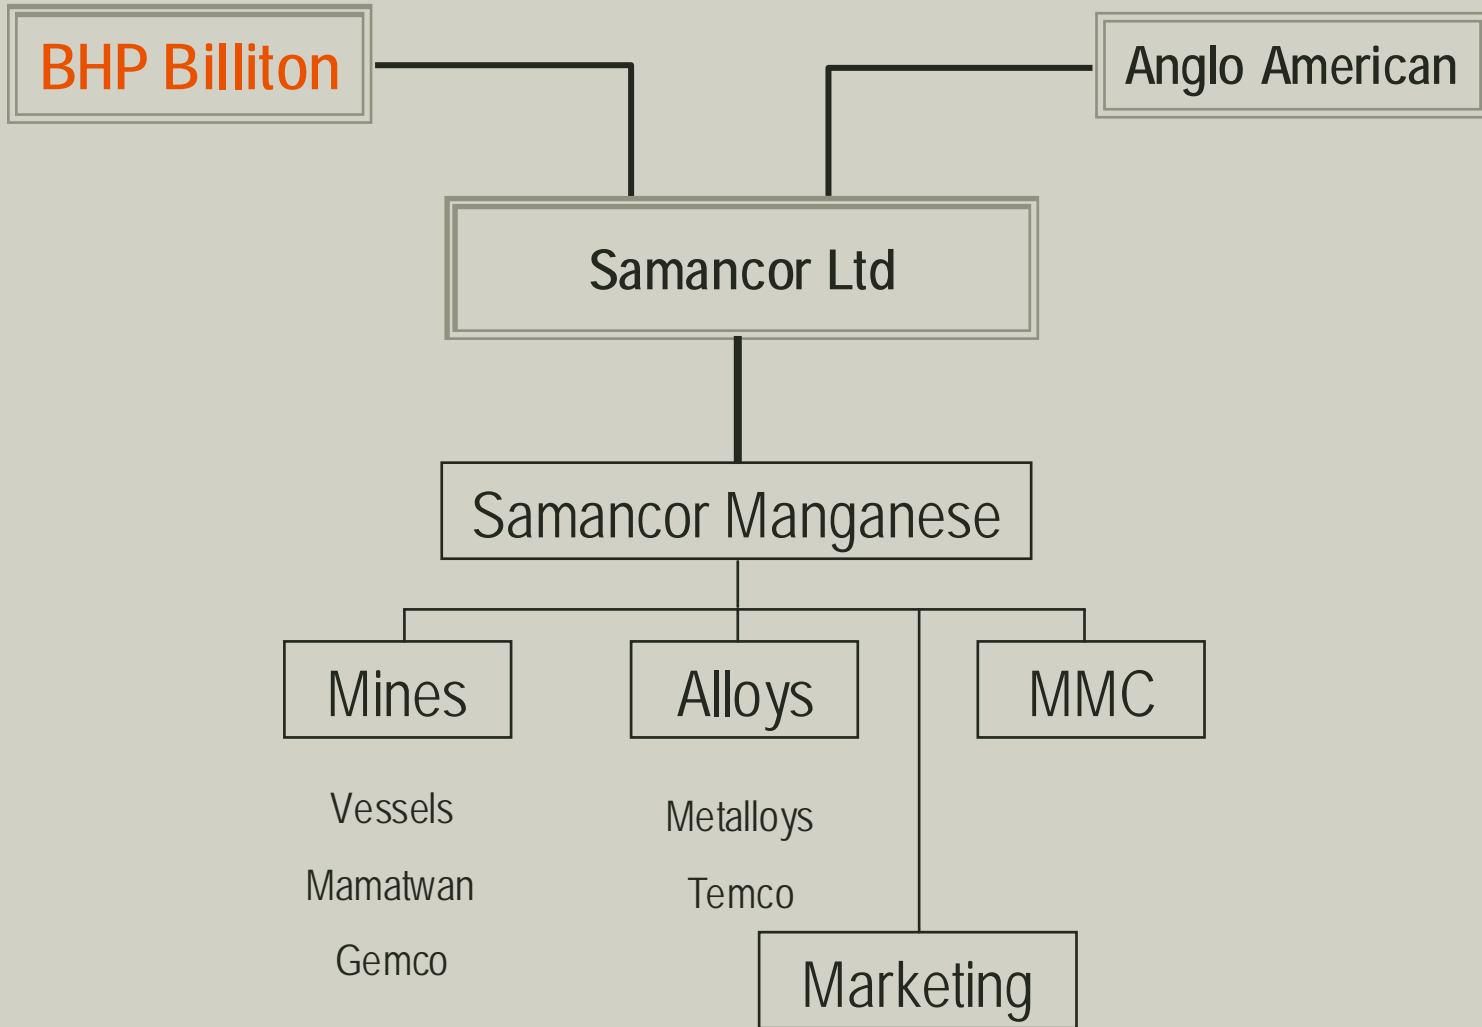 BHP Billiton
Anglo American
Samancor Ltd
Samancor Manganese
Mines
Alloys
MMC
Vessels
Metalloys
Mamatwan
Temco
Gemco
Marketing